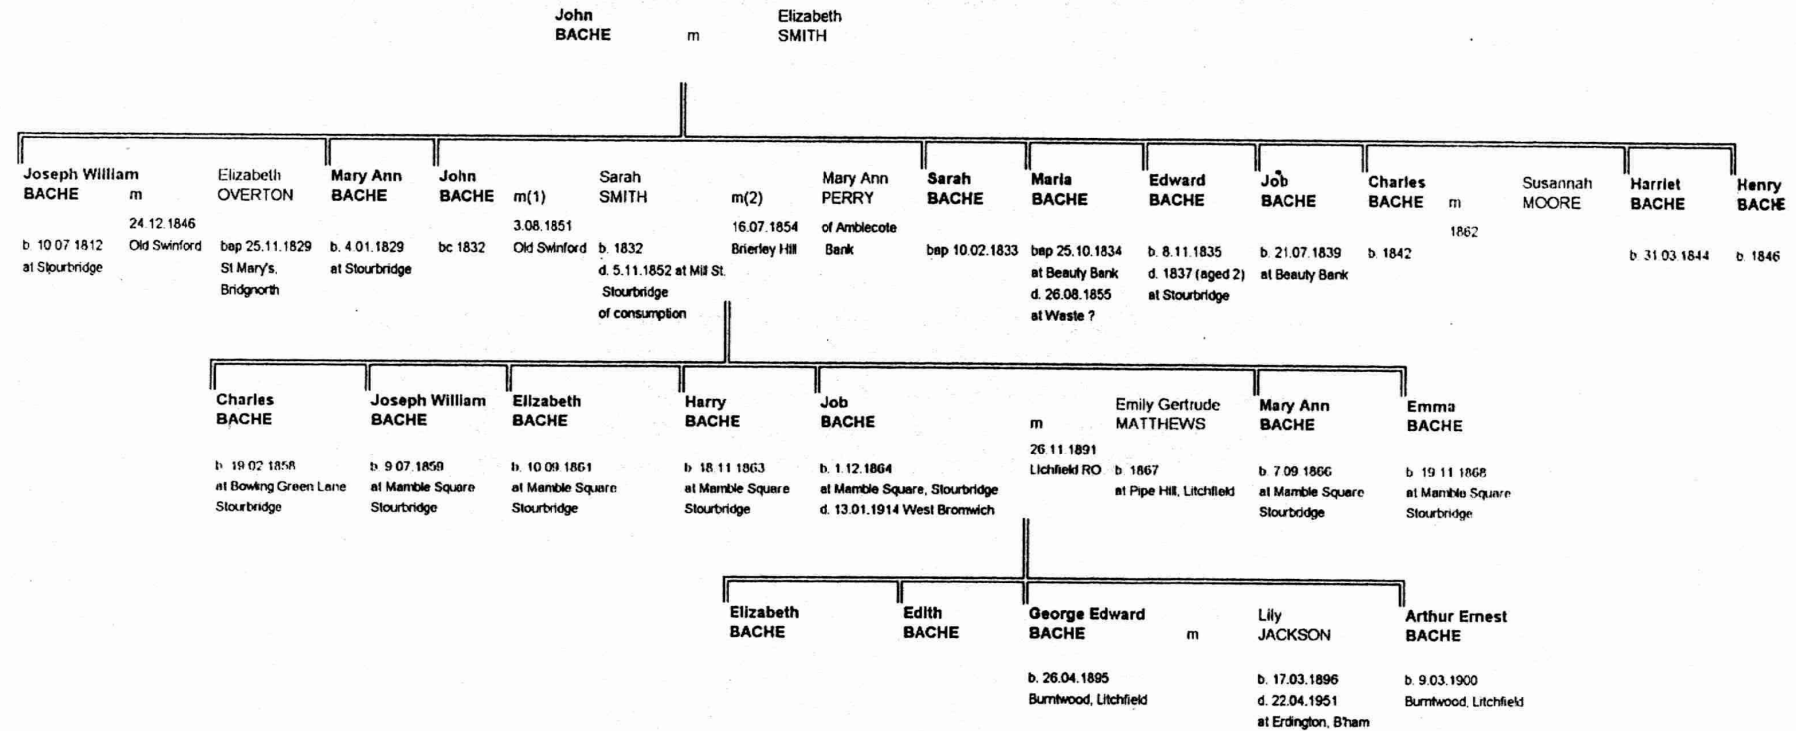 John
BACHE
m
Elizabeth
SMITH
Joseph William
BACHE
m
24.12.1846
Old Swinford
b. 10 07 1812
at Stourbridge
Elizabeth
OVERTON
bap 25.11.1829
St Mary's,
Bridgnorth
Mary Ann
BACHE
b. 4.01.1829
at Stourbridge
John
BACHE
bc 1832
m(1)
3.08.1851
Old Swinford
Sarah
SMITH
b. 1832
d. 5.11.1852 at Mill St.
Stourbridge
of consumption
m(2)
16.07.1854
Brierley Hill
Mary Ann
PERRY
of Amblecote
Bank
Sarah
BACHE
bap 10.02.1833
Maria
BACHE
bap 25.10.1834
at Beauty Bank
d. 26.08.1855
at Waste ?
Edward
BACHE
b. 8.11.1835
d. 1837 (aged 2)
at Stourbridge
Job
BACHE
b. 21.07.1839
at Beauty Bank
Charles
BACHE
b. 1842
m
1862
Susannah
MOORE
Harriet
BACHE
b. 31 03 1844
Henry
BACHE
b. 1846
Charles
BACHE
b. 19 02 1858
at Bowling Green Lane
Stourbridge
Joseph William
BACHE
b. 9 07 1859
at Mamble Square
Stourbridge
Elizabeth
BACHE
b. 10 09 1861
at Mamble Square
Stourbridge
Harry
BACHE
b 18 11 1863
at Mamble Square
Stourbridge
Job
BACHE
b. 1.12.1864
at Mamble Square, Stourbridge
d. 13.01.1914 West Bromwich
m
26 11 1891
Lichfield RO
Emily Gertrude
MATTHEWS
b 1867
at Pipe Hill, Litchfield
Mary Ann
BACHE
b. 7 09 1866
at Mamble Square
Stourbridge
Emma
BACHE
b 19 11 1868
at Mamble Square
Stourbridge
Elizabeth
BACHE
Edith
BACHE
George Edward
BACHE
b. 26.04.1895
Burntwood, Litchfield
m
Lily
JACKSON
b. 17.03.1896
d. 22.04.1951
at Erdington, B'ham
Arthur Ernest
BACHE
b. 9.03.1900
Burntwood, Litchfield